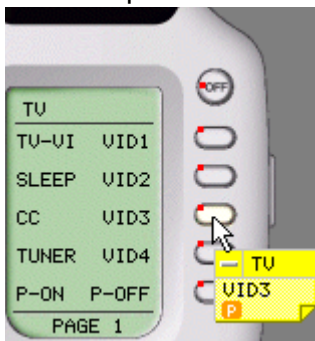 OFF
TV
TV-VI VID1
SLEEP VID2
CC VID3
TUNER VID4
P-ON P-OFF
PAGE 1
TV
VID3
P